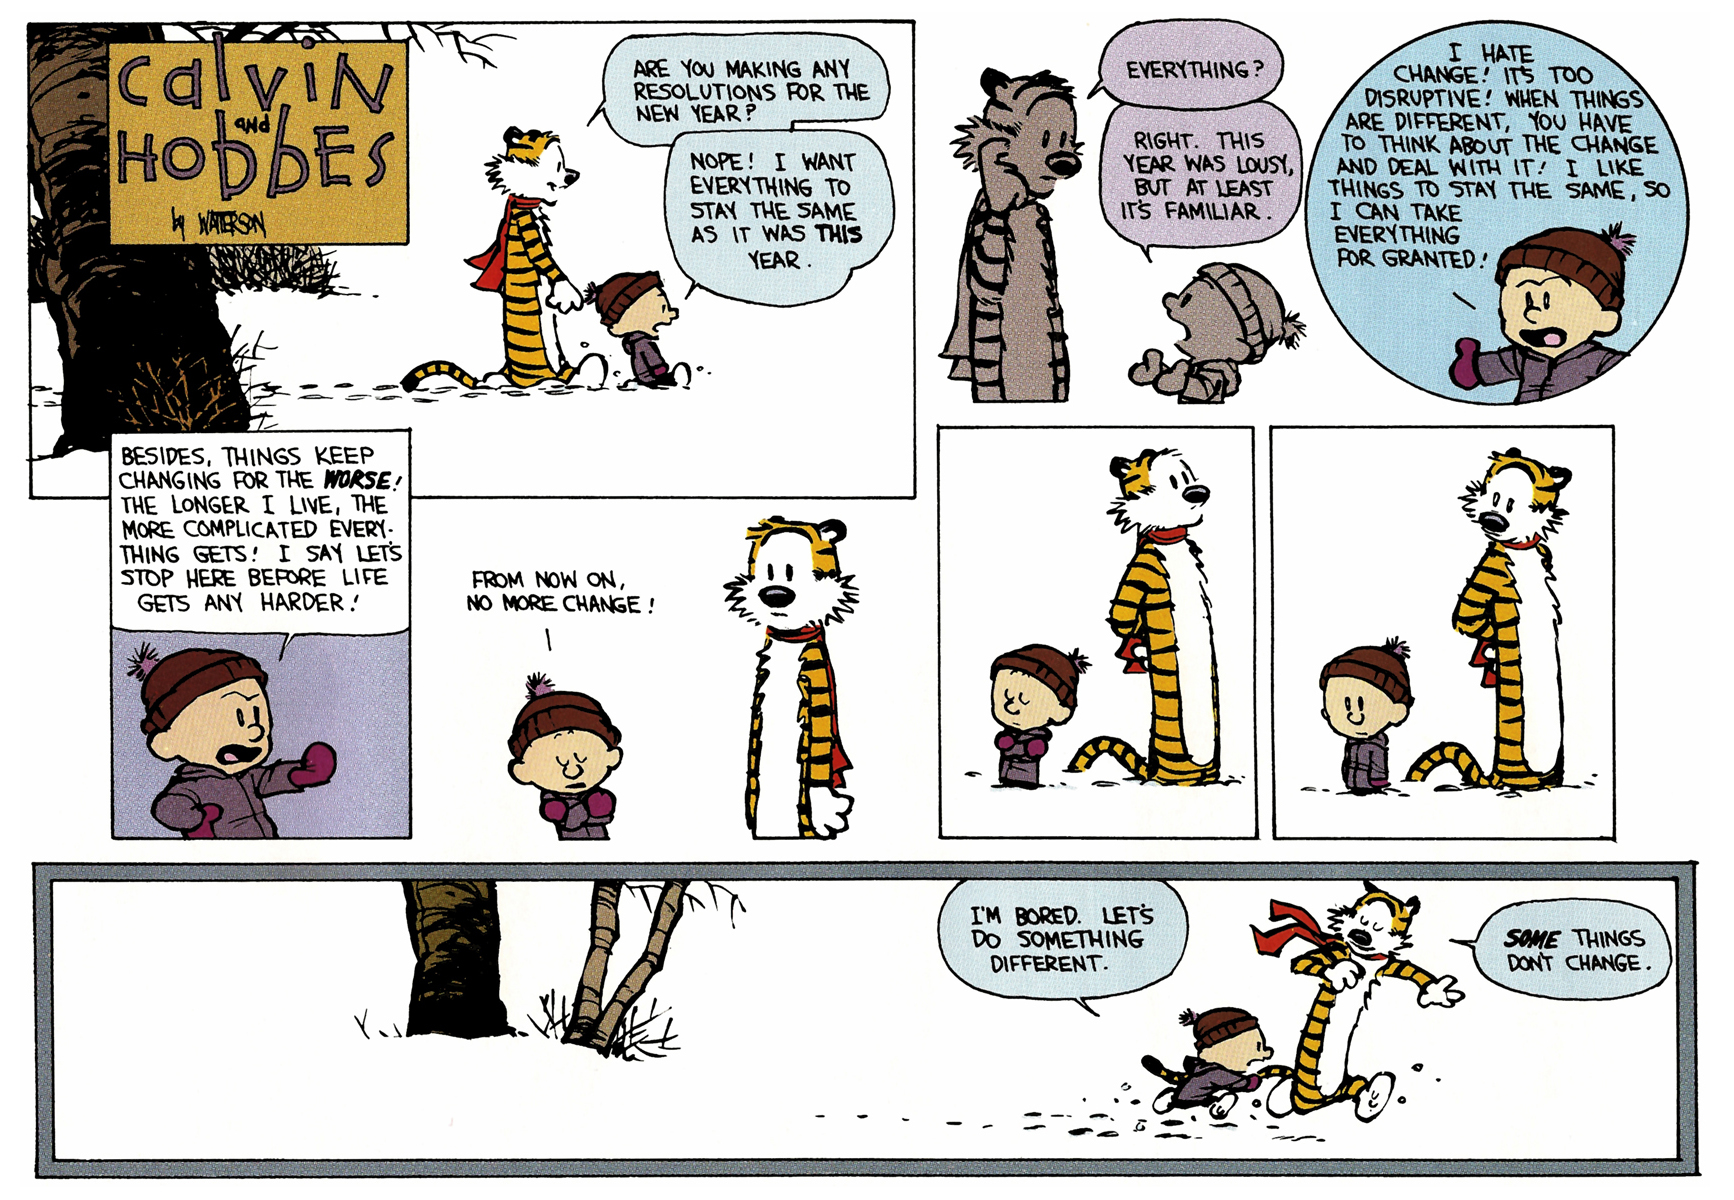 CALVIN
AND
HOBBES
by WATTERSON
ARE YOU MAKING ANY
RESOLUTIONS FOR THE
NEW YEAR?
NOPE! I WANT
EVERYTHING TO
STAY THE SAME
AS IT WAS THIS
YEAR.
EVERYTHING?
RIGHT. THIS
YEAR WAS LOUSY,
BUT AT LEAST
IT'S FAMILIAR.
I HATE
CHANGE! IT'S TOO
DISRUPTIVE! WHEN THINGS
ARE DIFFERENT, YOU HAVE
TO THINK ABOUT THE CHANGE
AND DEAL WITH IT! I LIKE
THINGS TO STAY THE SAME, SO
I CAN TAKE
EVERYTHING
FOR GRANTED!
BESIDES, THINGS KEEP
CHANGING FOR THE WORSE!
THE LONGER I LIVE, THE
MORE COMPLICATED EVERY-
THING GETS! I SAY LET'S
STOP HERE BEFORE LIFE
GETS ANY HARDER!
FROM NOW ON,
NO MORE CHANGE!
I'M BORED. LET'S
DO SOMETHING
DIFFERENT.
SOME THINGS
DON'T CHANGE.